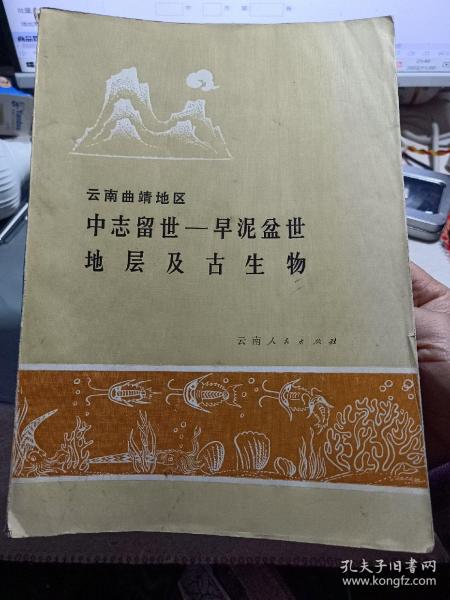 云南曲靖地区
中志留世—早泥盆世
地层及古生物
云南人民出版社
孔夫子旧书网
www.kongfz.com